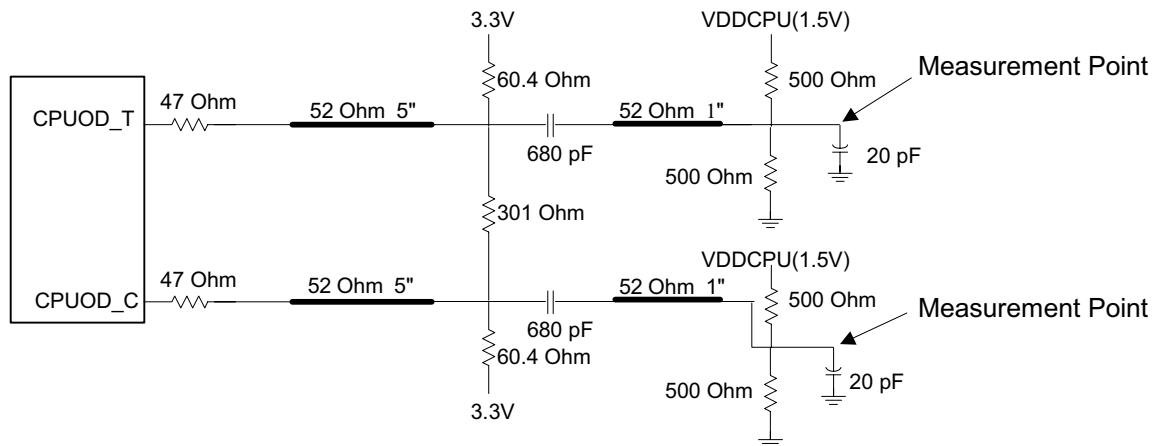 3.3V
VDDCPU(1.5V)
60.4 Ohm
500 Ohm
Measurement Point
47 Ohm
CPUOD_T
52 Ohm 5"
52 Ohm 1"
680 pF
20 pF
500 Ohm
301 Ohm
VDDCPU(1.5V)
47 Ohm
52 Ohm 5"
52 Ohm 1"
CPUOD_C
500 Ohm
Measurement Point
680 pF
60.4 Ohm
20 pF
500 Ohm
3.3V